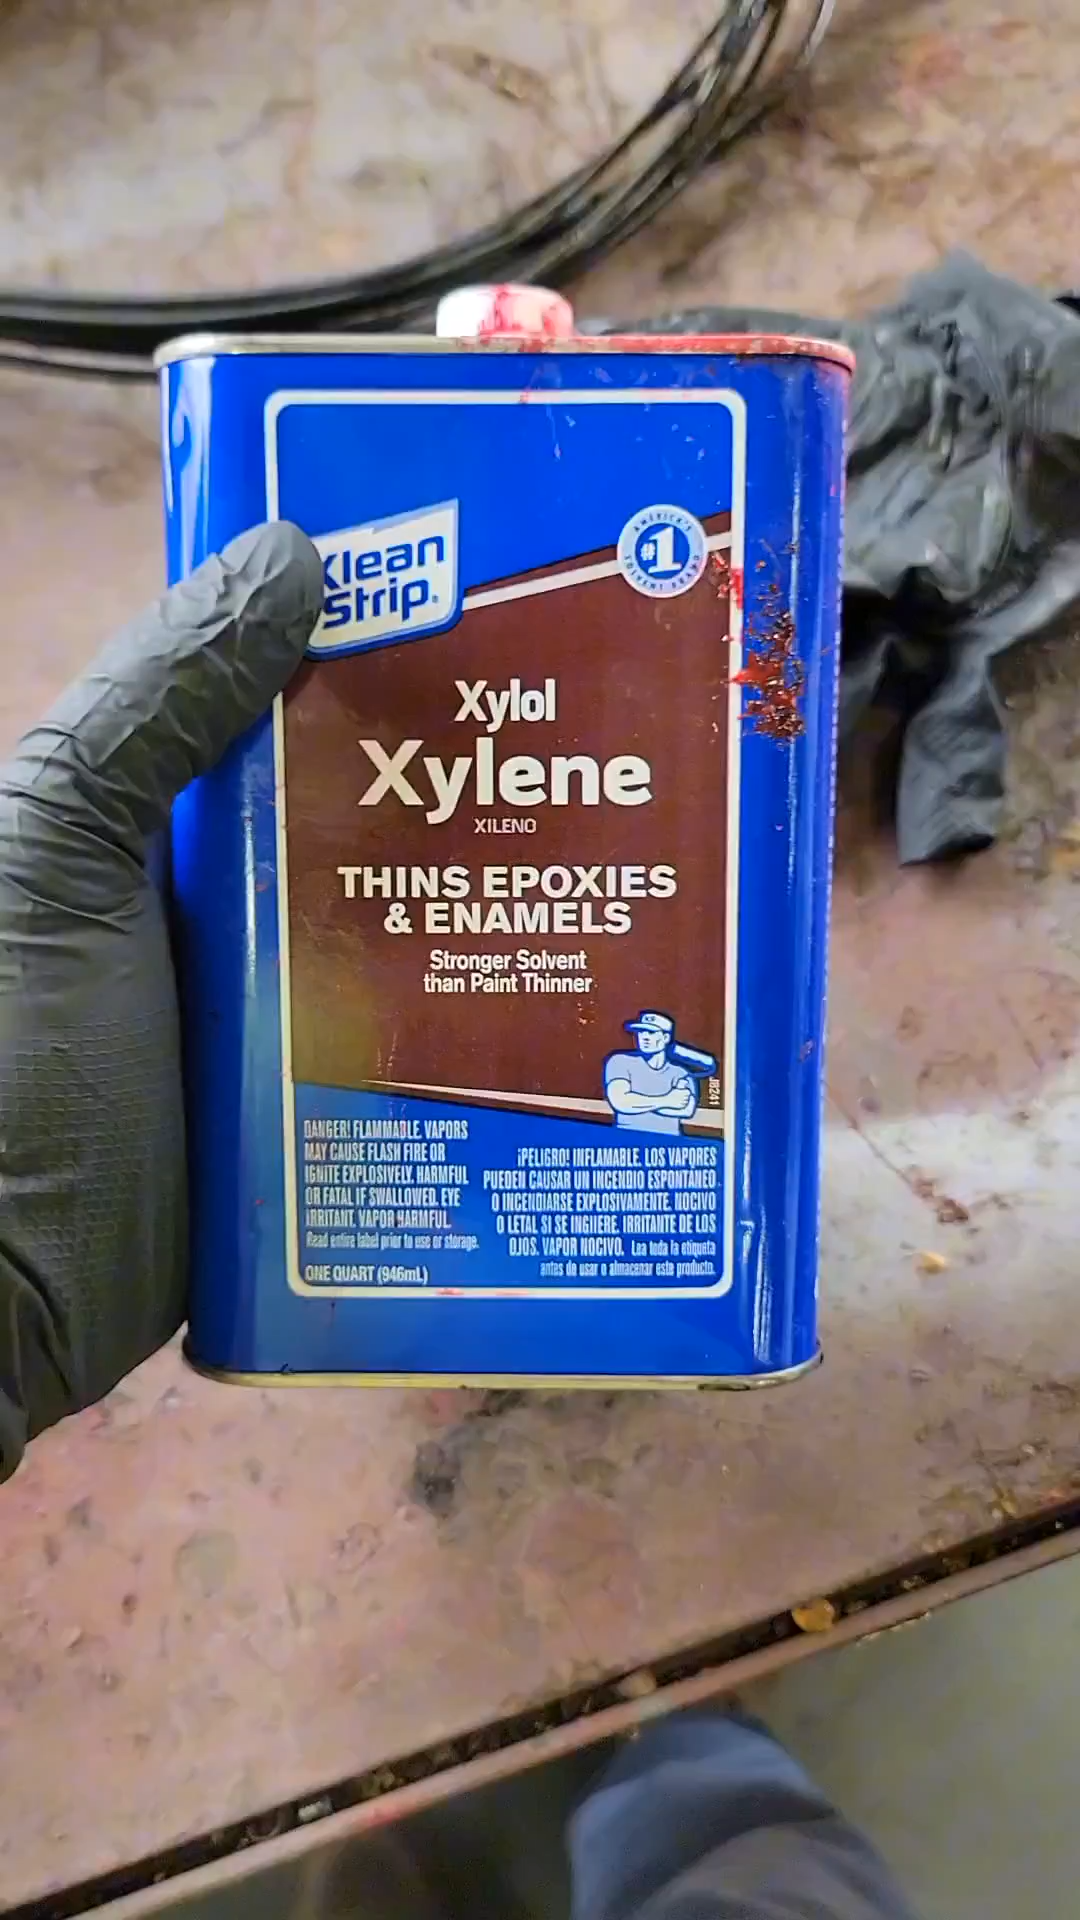 Klean
Strip.
AMERICA'S
#1
SOLVENT BRAND
Xylol
Xylene
XILENO
THINS EPOXIES
& ENAMELS
Stronger Solvent
than Paint Thinner
KS
J8241
DANGER! FLAMMABLE. VAPORS
MAY CAUSE FLASH FIRE OR
IGNITE EXPLOSIVELY. HARMFUL
OR FATAL IF SWALLOWED. EYE
IRRITANT. VAPOR HARMFUL.
Read entire label prior to use or storage.
ONE QUART (946mL)
¡PELIGRO! INFLAMABLE. LOS VAPORES
PUEDEN CAUSAR UN INCENDIO ESPONTÁNEO
O INCENDIARSE EXPLOSIVAMENTE. NOCIVO
O LETAL SI SE INGIIERE. IRRITANTE DE LOS
OJOS. VAPOR NOCIVO. Lea toda la etiqueta
antes de usar o almacenar este producto.